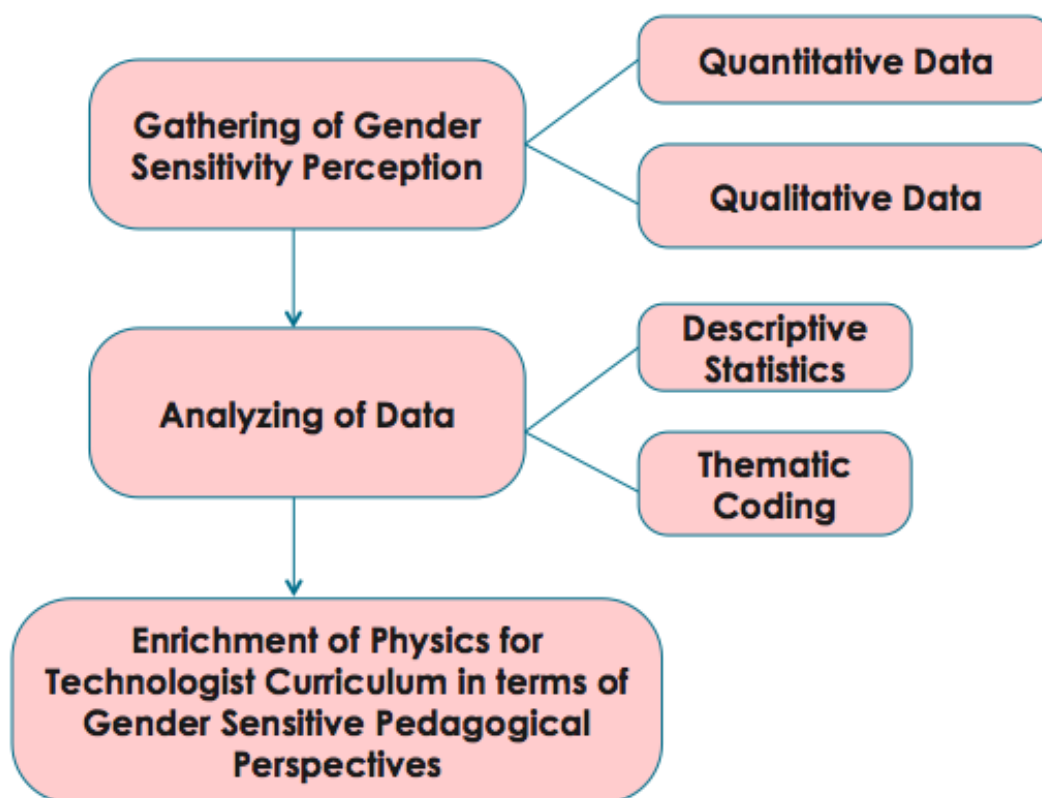 Gathering of Gender
Sensitivity Perception
Quantitative Data
Qualitative Data
Analyzing of Data
Descriptive
Statistics
Thematic
Coding
Enrichment of Physics for
Technologist Curriculum in terms of
Gender Sensitive Pedagogical
Perspectives